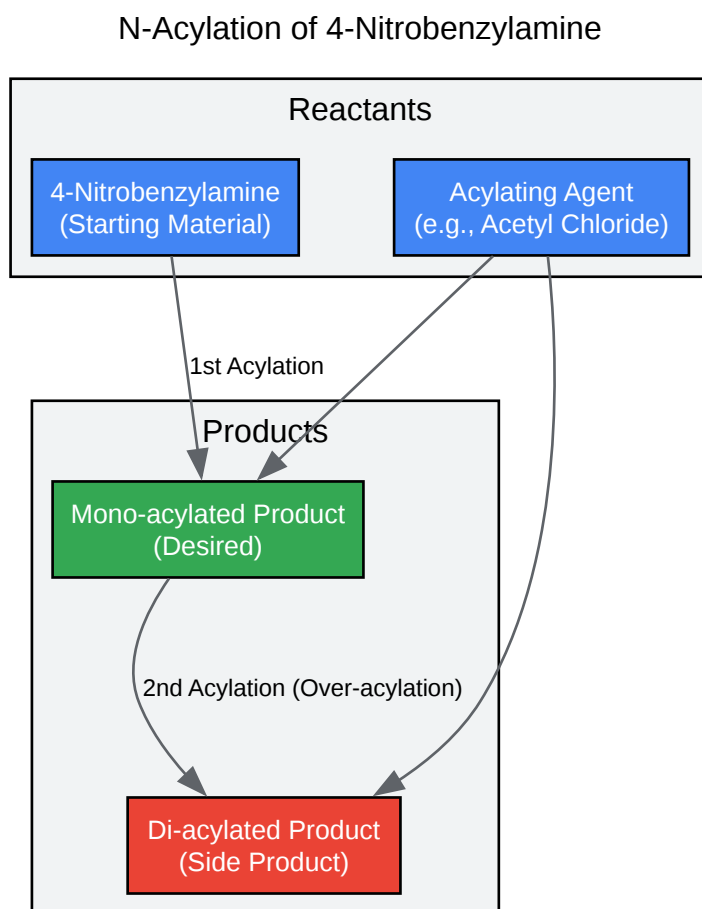 N-Acylation of 4-Nitrobenzylamine
Reactants
4-Nitrobenzylamine
(Starting Material)
Acylating Agent
(e.g., Acetyl Chloride)
1st Acylation
Products
Mono-acylated Product
(Desired)
2nd Acylation (Over-acylation)
Di-acylated Product
(Side Product)